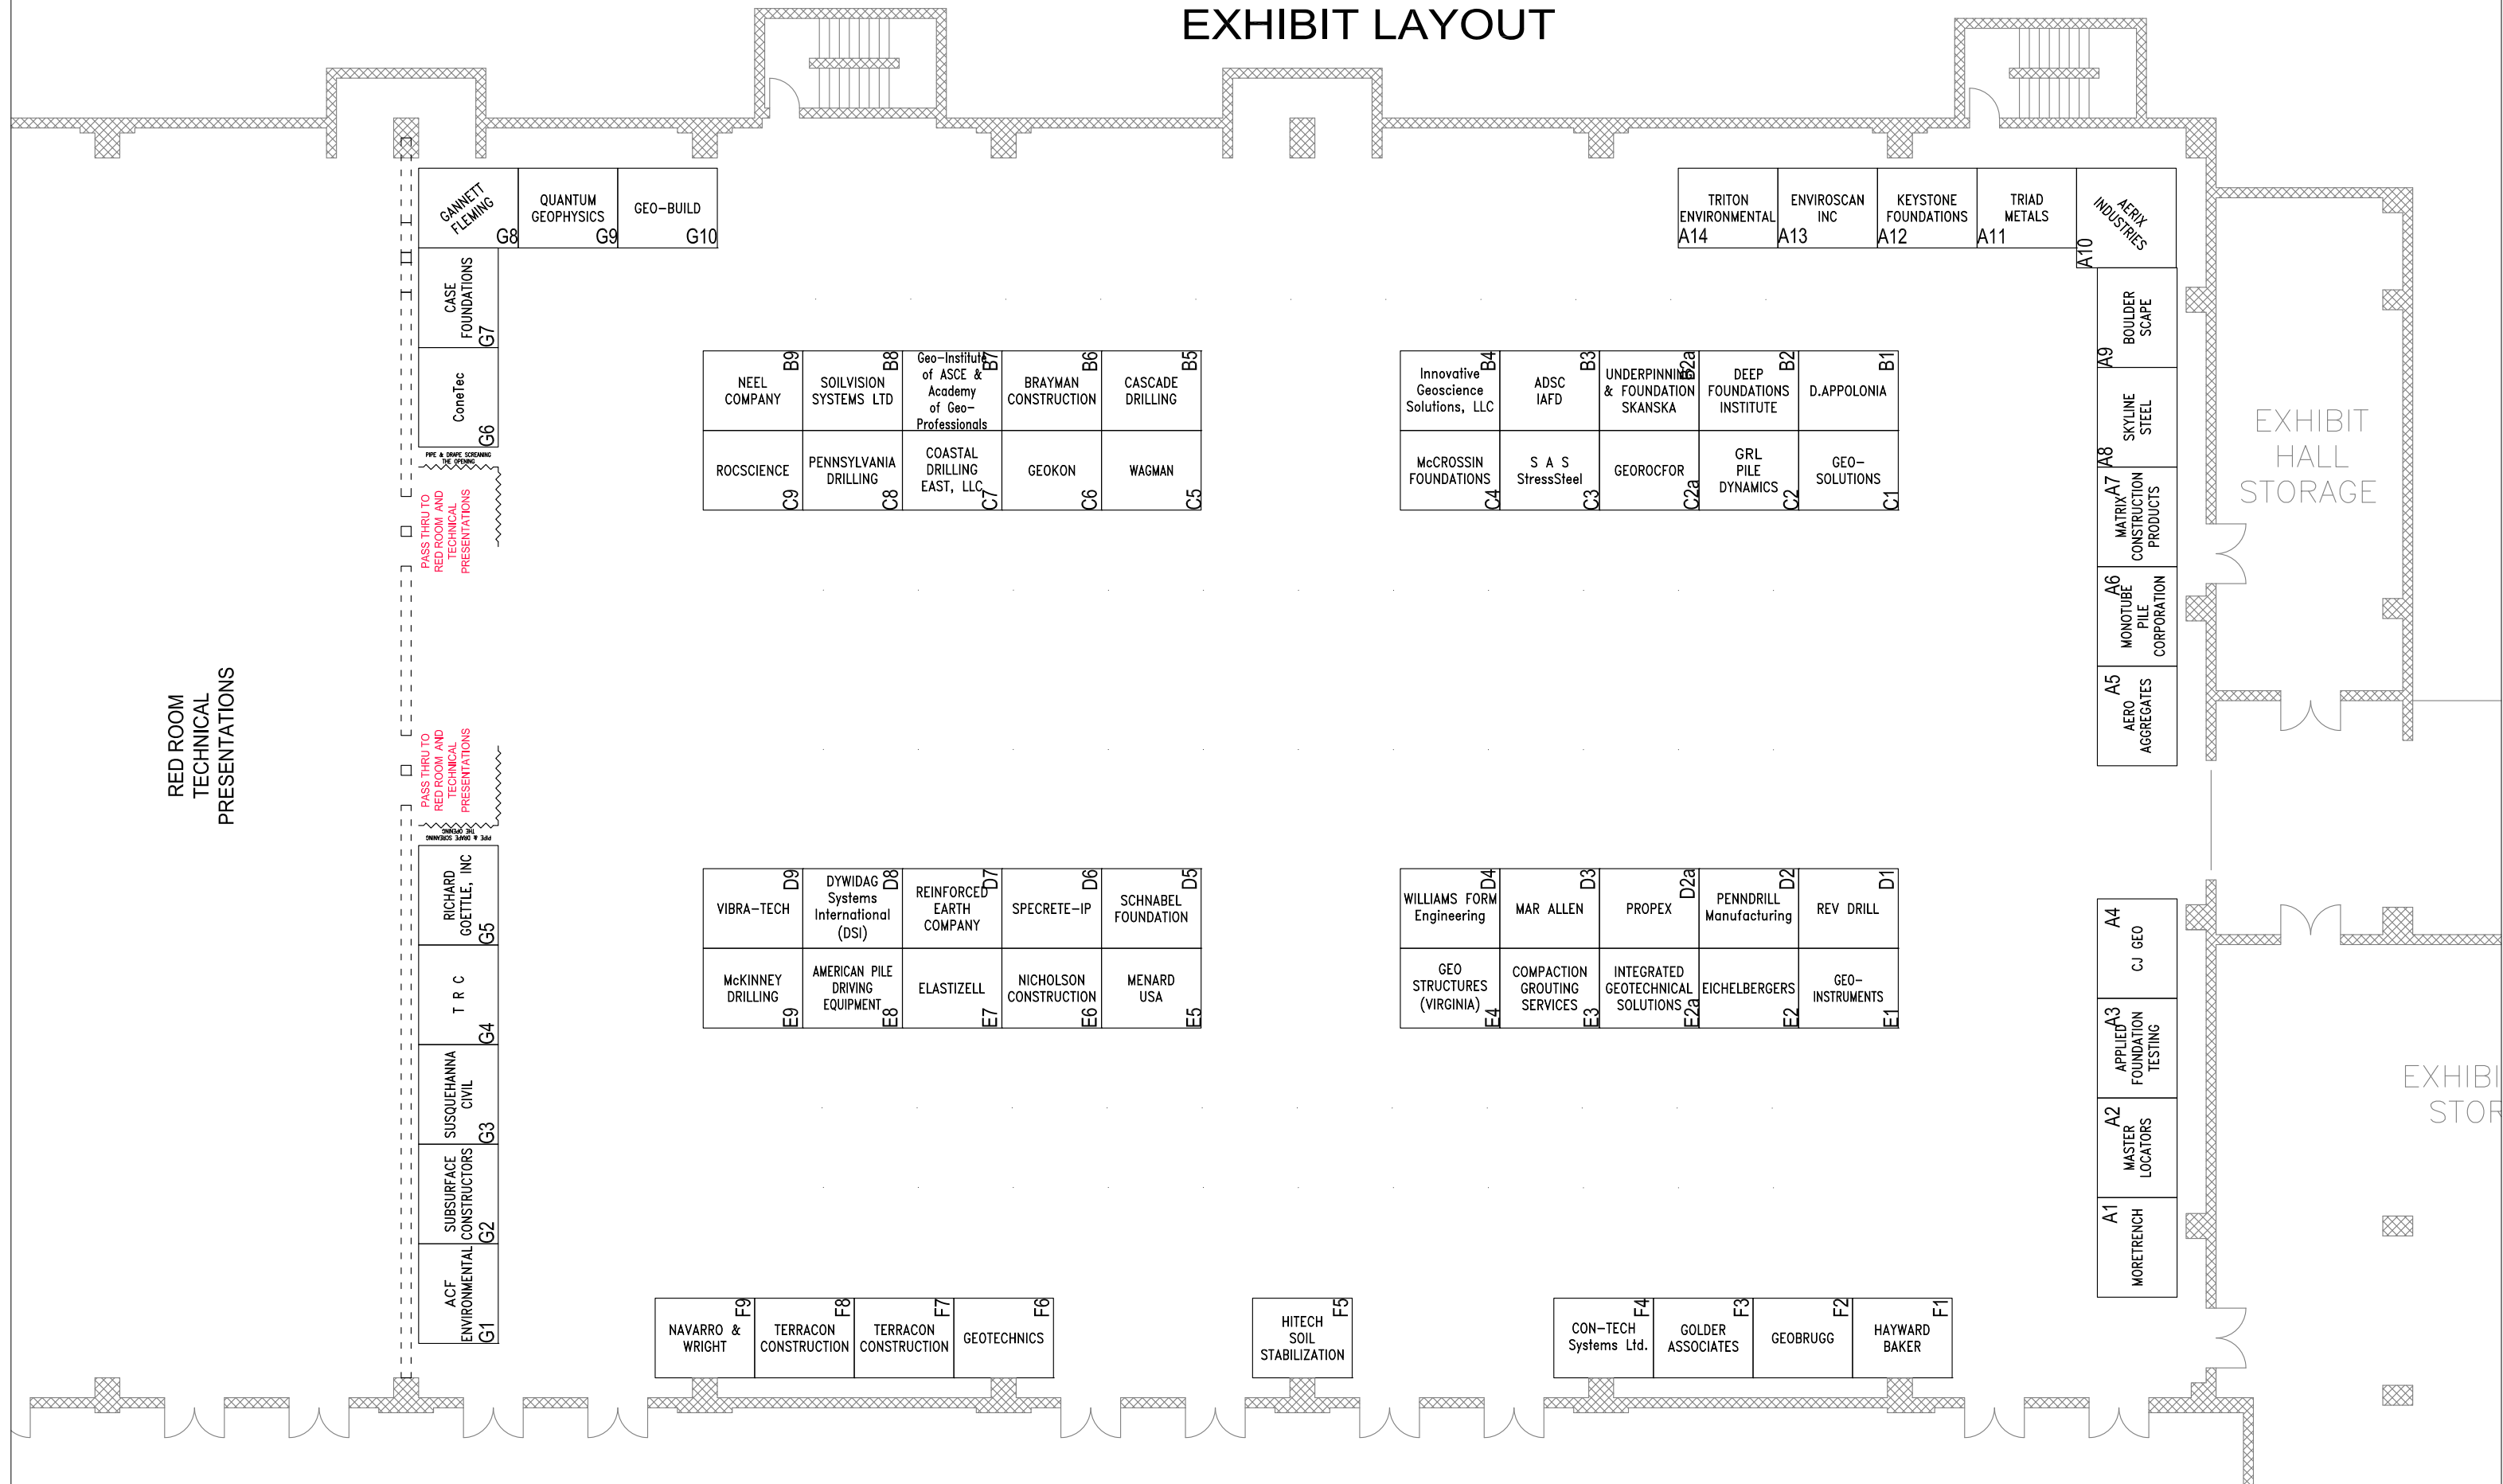 EXHIBIT LAYOUT
GANNETT
FLEMING
G8
QUANTUM
GEOPHYSICS
G9
GEO-BUILD
G10
TRITON
ENVIRONMENTAL
A14
ENVIROSCAN
INC
A13
KEYSTONE
FOUNDATIONS
A12
TRIAD
METALS
A11
AERIX
INDUSTRIES
A10
CASE
FOUNDATIONS
G7
ConeTec
G6
PIPE & DRAPE SCREANING
THE OPENING
PASS THRU TO
RED ROOM AND
TECHNICAL
PRESENTATIONS
NEEL
COMPANY
B9
SOILVISION
SYSTEMS LTD
B8
Geo-Institute
of ASCE &
Academy
of Geo-
Professionals
B7
BRAYMAN
CONSTRUCTION
B6
CASCADE
DRILLING
B5
Innovative
Geoscience
Solutions, LLC
B4
ADSC
IAFD
B3
UNDERPINNING
& FOUNDATION
SKANSKA
B2a
DEEP
FOUNDATIONS
INSTITUTE
B2
D.APPOLONIA
B1
ROCSCIENCE
C9
PENNSYLVANIA
DRILLING
C8
COASTAL
DRILLING
EAST, LLC
C7
GEOKON
C6
WAGMAN
C5
McCROSSIN
FOUNDATIONS
C4
S A S
StressSteel
C3
GEOROCFOR
C2a
GRL
PILE
DYNAMICS
C2
GEO-
SOLUTIONS
C1
BOULDER
SCAPE
A9
SKYLINE
STEEL
A8
MATRIX
CONSTRUCTION
PRODUCTS
A7
MONOTUBE
PILE
CORPORATION
A6
AERO
AGGREGATES
A5
EXHIBIT
HALL
STORAGE
RED ROOM
TECHNICAL
PRESENTATIONS
PASS THRU TO
RED ROOM AND
TECHNICAL
PRESENTATIONS
PIPE & DRAPE SCREANING
THE OPENING
RICHARD
GOETTLE, INC
G5
T R C
G4
SUSQUEHANNA
CIVIL
G3
SUBSURFACE
CONSTRUCTORS
G2
ACF
ENVIRONMENTAL
G1
VIBRA-TECH
D9
DYWIDAG
Systems
International
(DSI)
D8
REINFORCED
EARTH
COMPANY
D7
SPECRETE-IP
D6
SCHNABEL
FOUNDATION
D5
WILLIAMS FORM
Engineering
D4
MAR ALLEN
D3
PROPEX
D2a
PENNDRILL
Manufacturing
D2
REV DRILL
D1
McKINNEY
DRILLING
E9
AMERICAN PILE
DRIVING
EQUIPMENT
E8
ELASTIZELL
E7
NICHOLSON
CONSTRUCTION
E6
MENARD
USA
E5
GEO
STRUCTURES
(VIRGINIA)
E4
COMPACTION
GROUTING
SERVICES
E3
INTEGRATED
GEOTECHNICAL
SOLUTIONS
E2a
EICHELBERGERS
E2
GEO-
INSTRUMENTS
E1
CJ GEO
A4
APPLIED
FOUNDATION
TESTING
A3
MASTER
LOCATORS
A2
MORETRENCH
A1
EXHIBI
STOR
NAVARRO &
WRIGHT
F9
TERRACON
CONSTRUCTION
F8
TERRACON
CONSTRUCTION
F7
GEOTECHNICS
F6
HITECH
SOIL
STABILIZATION
F5
CON-TECH
Systems Ltd.
F4
GOLDER
ASSOCIATES
F3
GEOBRUGG
F2
HAYWARD
BAKER
F1